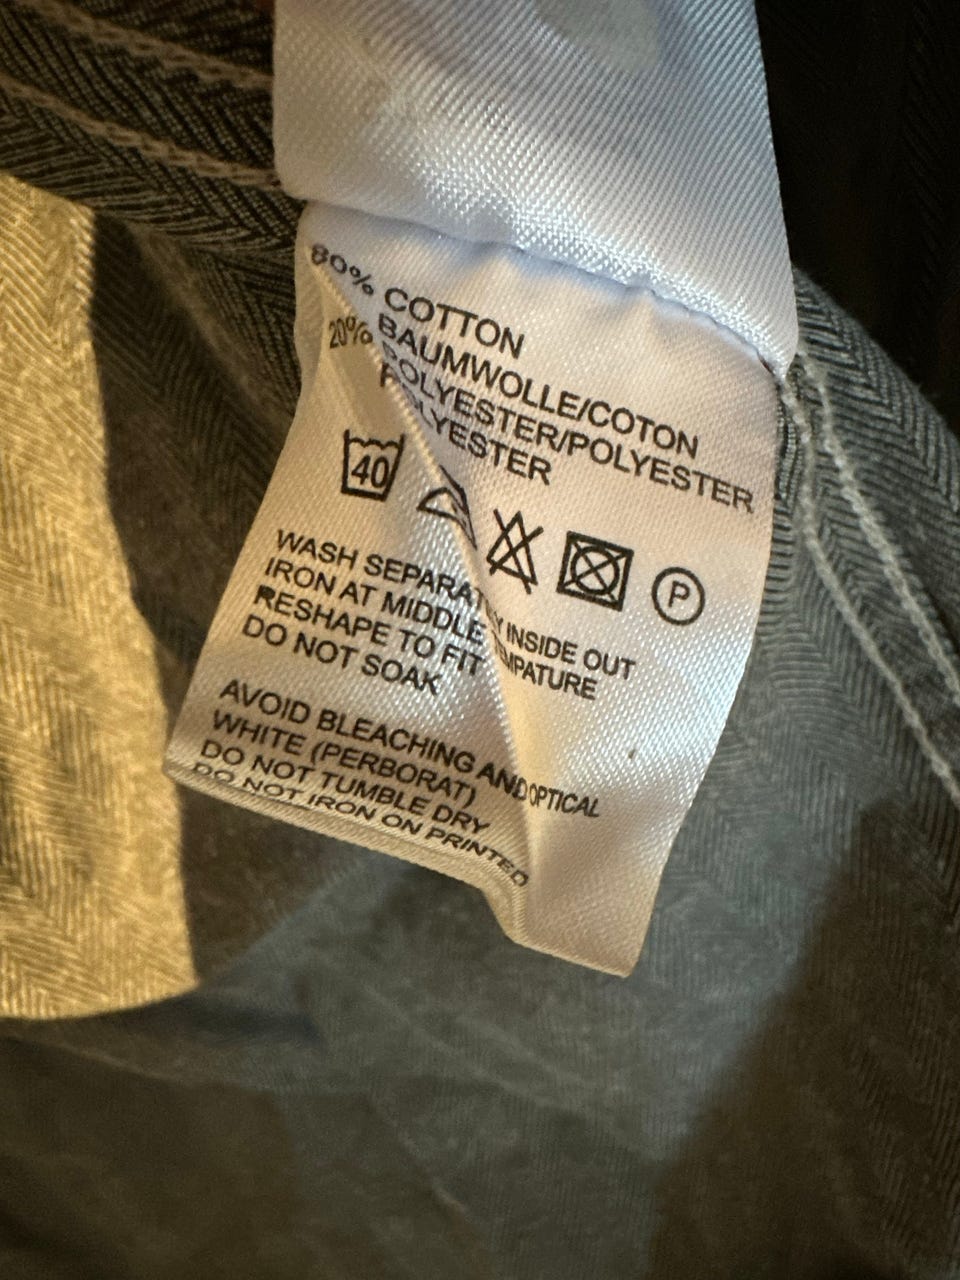 80% COTTON
BAUMWOLLE/COTON
20% POLYESTER/POLYESTER
POLYESTER
40
P
WASH SEPARATELY INSIDE OUT
IRON AT MIDDLE TEMPATURE
RESHAPE TO FIT
DO NOT SOAK
AVOID BLEACHING AND OPTICAL
WHITE (PERBORAT)
DO NOT TUMBLE DRY
DO NOT IRON ON PRINTED